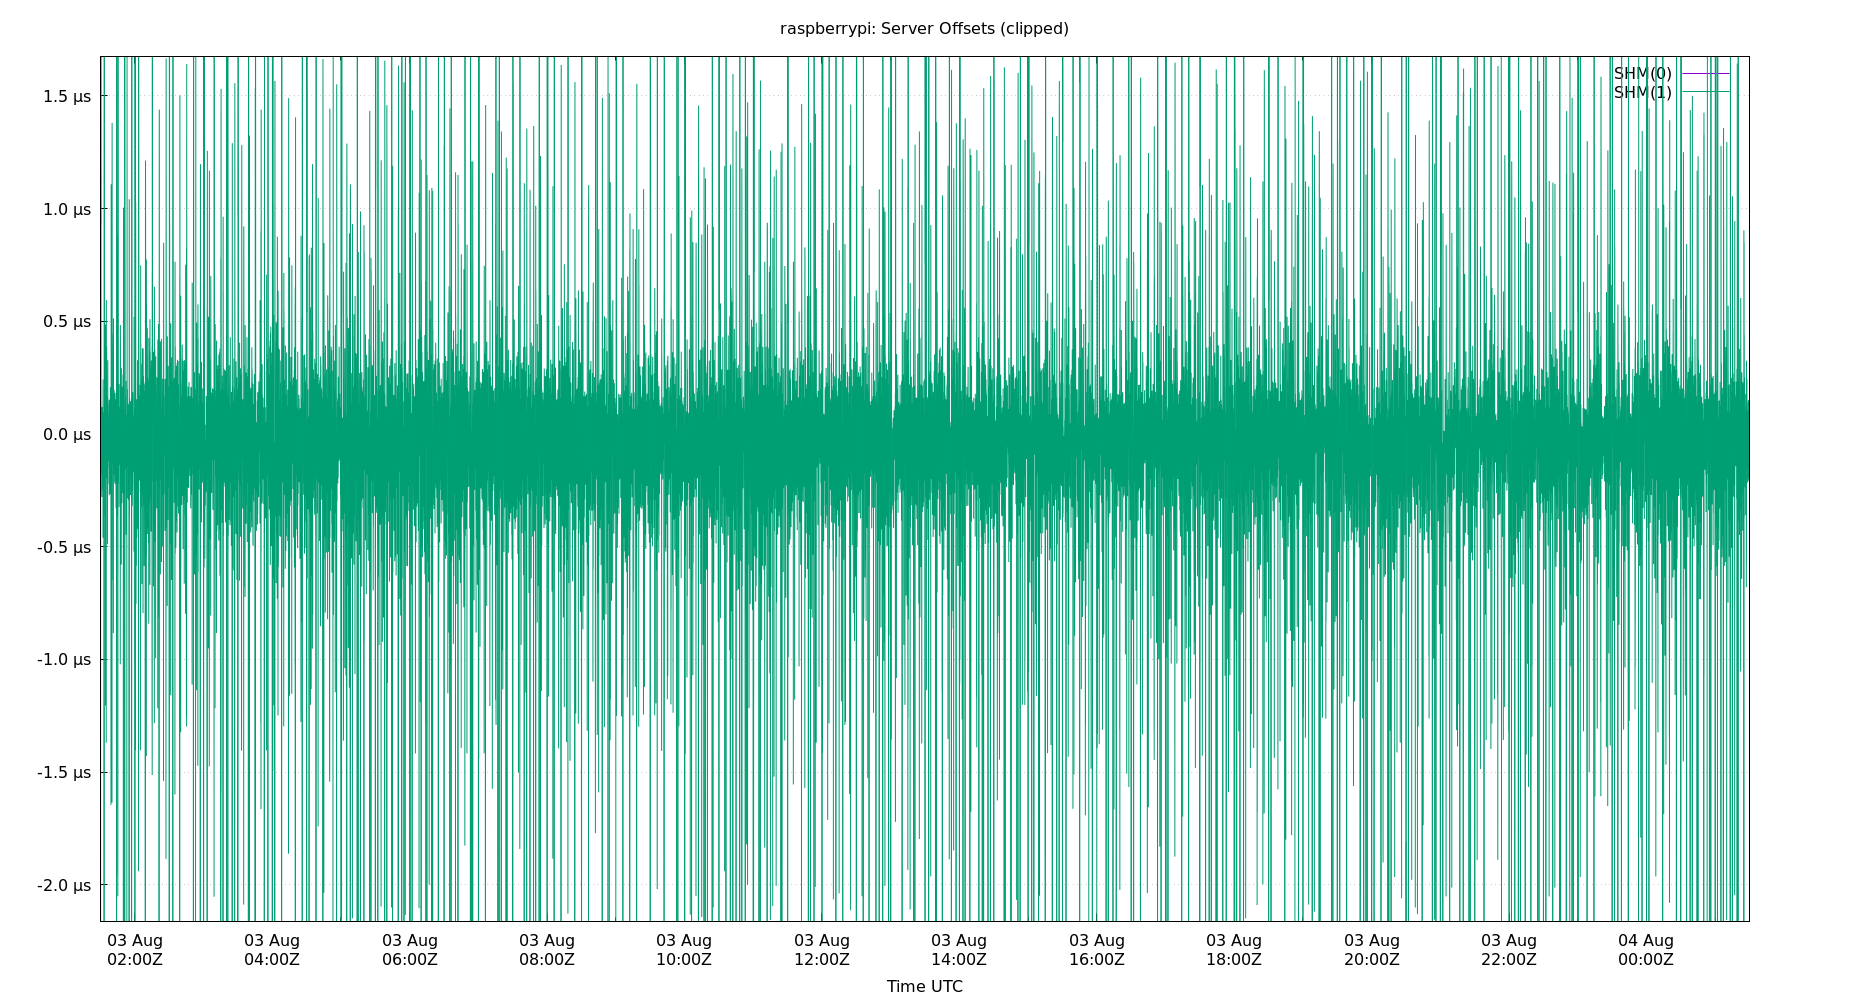 raspberrypi: Server Offsets (clipped)
SHM(0)
SHM(1)
1.5 µs
1.0 µs
0.5 µs
0.0 µs
-0.5 µs
-1.0 µs
-1.5 µs
-2.0 µs
03 Aug 03 Aug 03 Aug 03 Aug 03 Aug 03 Aug 03 Aug 03 Aug 03 Aug 03 Aug 03 Aug 04 Aug
02:00Z 04:00Z 06:00Z 08:00Z 10:00Z 12:00Z 14:00Z 16:00Z 18:00Z 20:00Z 22:00Z 00:00Z
Time UTC